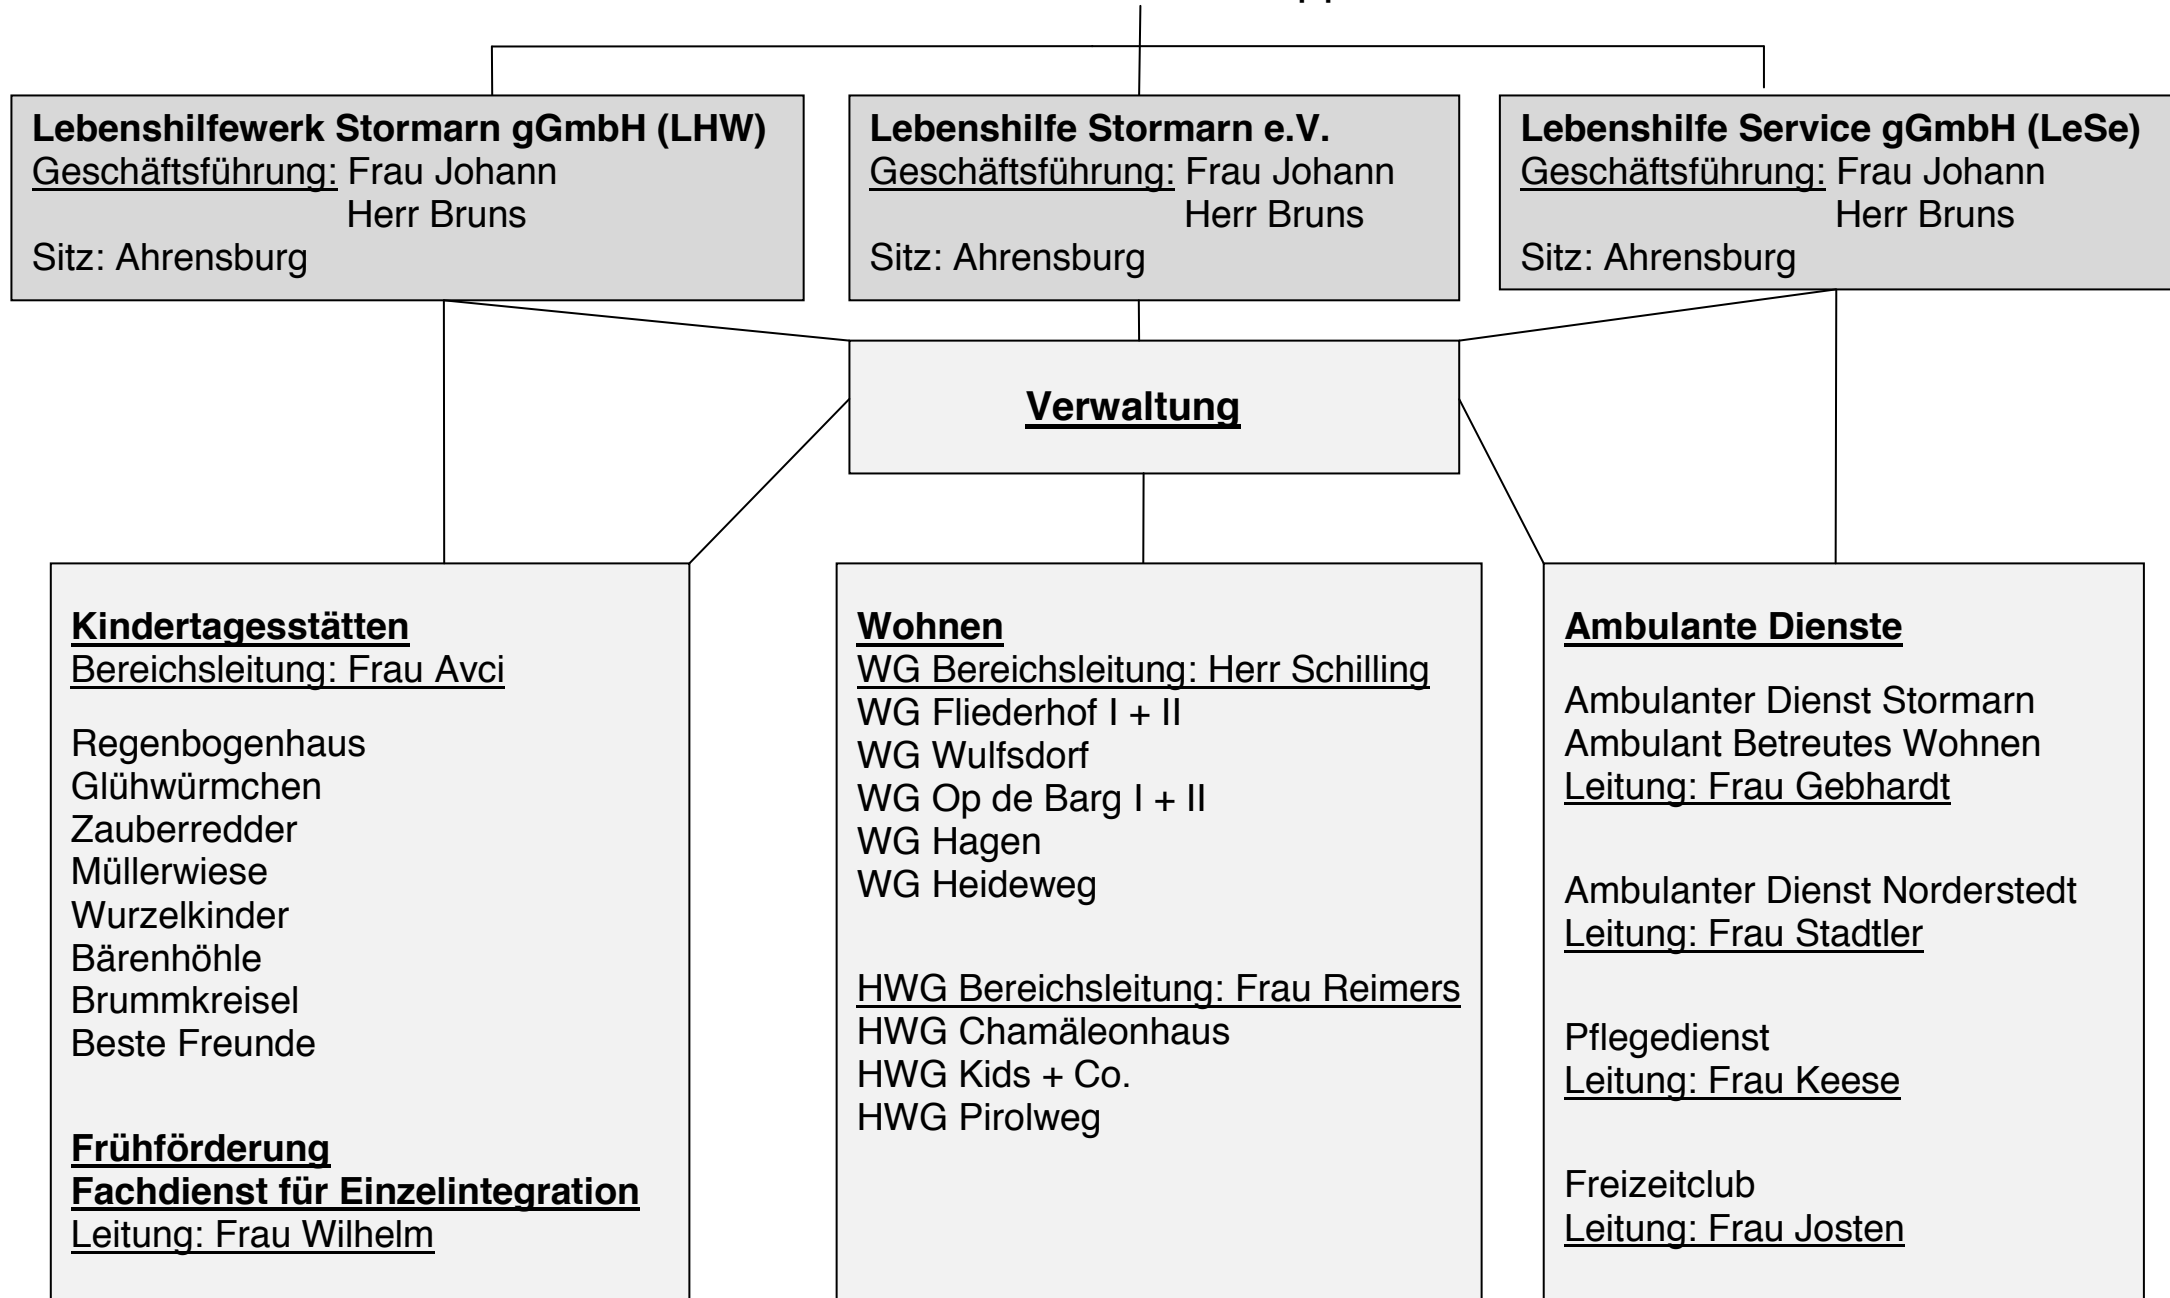 Lebenshilfewerk Stormarn gGmbH (LHW)
Geschäftsführung: Frau Johann
Herr Bruns
Sitz: Ahrensburg
Lebenshilfe Stormarn e.V.
Geschäftsführung: Frau Johann
Herr Bruns
Sitz: Ahrensburg
Lebenshilfe Service gGmbH (LeSe)
Geschäftsführung: Frau Johann
Herr Bruns
Sitz: Ahrensburg
Verwaltung
Kindertagesstätten
Bereichsleitung: Frau Avci
Regenbogenhaus
Glühwürmchen
Zauberredder
Müllerwiese
Wurzelkinder
Bärenhöhle
Brummkreisel
Beste Freunde
Frühförderung
Fachdienst für Einzelintegration
Leitung: Frau Wilhelm
Wohnen
WG Bereichsleitung: Herr Schilling
WG Fliederhof I + II
WG Wulfsdorf
WG Op de Barg I + II
WG Hagen
WG Heideweg
HWG Bereichsleitung: Frau Reimers
HWG Chamäleonhaus
HWG Kids + Co.
HWG Pirolweg
Ambulante Dienste
Ambulanter Dienst Stormarn
Ambulant Betreutes Wohnen
Leitung: Frau Gebhardt
Ambulanter Dienst Norderstedt
Leitung: Frau Stadtler
Pflegedienst
Leitung: Frau Keese
Freizeitclub
Leitung: Frau Josten